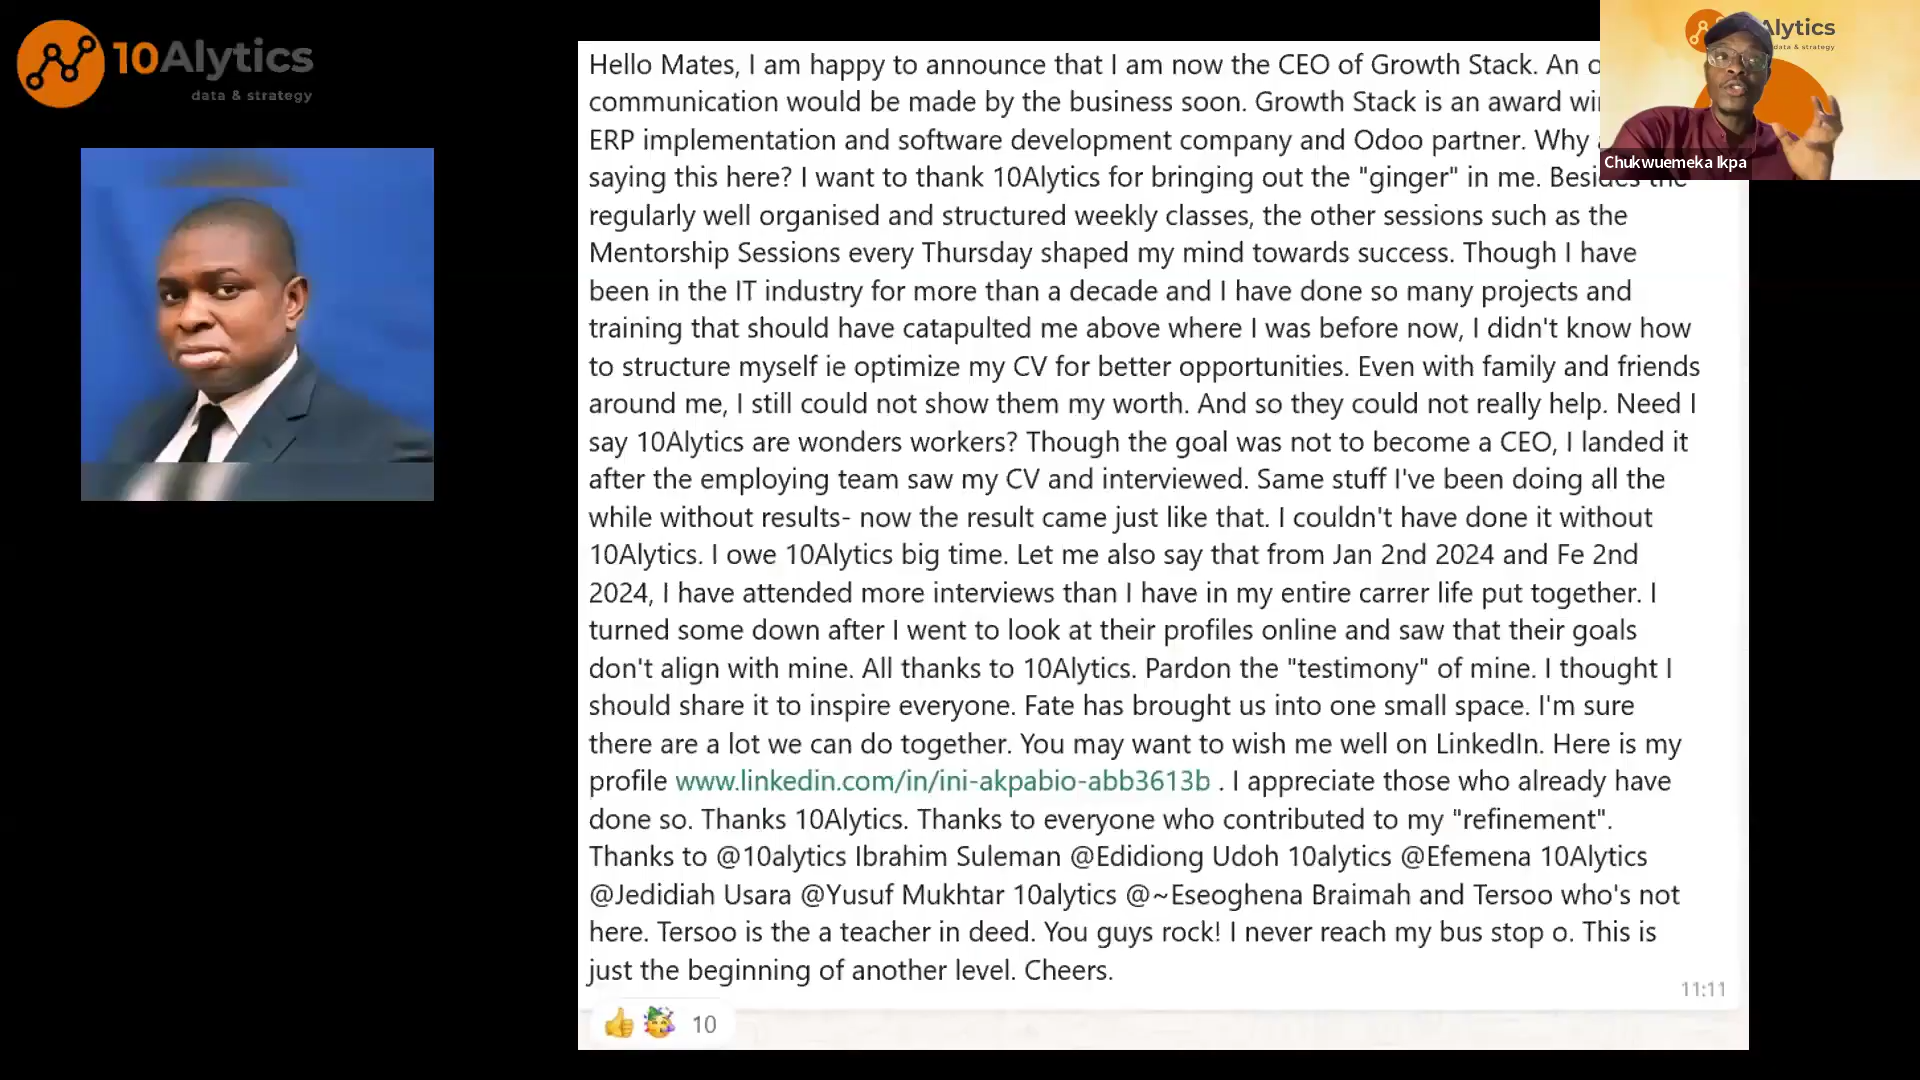 10Alytics
data & strategy
Hello Mates, I am happy to announce that I am now the CEO of Growth Stack. An
communication would be made by the business soon. Growth Stack is an award
ERP implementation and software development company and Odoo partner. Why
saying this here? I want to thank 10Alytics for bringing out the "ginger" in me. Besides the
regularly well organised and structured weekly classes, the other sessions such as the
Mentorship Sessions every Thursday shaped my mind towards success. Though I have
been in the IT industry for more than a decade and I have done so many projects and
training that should have catapulted me above where I was before now, I didn't know how
to structure myself ie optimize my CV for better opportunities. Even with family and friends
around me, I still could not show them my worth. And so they could not really help. Need I
say 10Alytics are wonders workers? Though the goal was not to become a CEO, I landed it
after the employing team saw my CV and interviewed. Same stuff I've been doing all the
while without results- now the result came just like that. I couldn't have done it without
10Alytics. I owe 10Alytics big time. Let me also say that from Jan 2nd 2024 and Fe 2nd
2024, I have attended more interviews than I have in my entire carrer life put together. I
turned some down after I went to look at their profiles online and saw that their goals
don't align with mine. All thanks to 10Alytics. Pardon the "testimony" of mine. I thought I
should share it to inspire everyone. Fate has brought us into one small space. I'm sure
there are a lot we can do together. You may want to wish me well on LinkedIn. Here is my
profile www.linkedin.com/in/ini-akpabio-abb3613b . I appreciate those who already have
done so. Thanks 10Alytics. Thanks to everyone who contributed to my "refinement".
Thanks to @10alytics Ibrahim Suleman @Edidiong Udoh 10alytics @Efemena 10Alytics
@Jedidiah Usara @Yusuf Mukhtar 10alytics @~Eseoghena Braimah and Tersoo who's not
here. Tersoo is the a teacher in deed. You guys rock! I never reach my bus stop o. This is
just the beginning of another level. Cheers.
11:11
10
Alytics
data & strategy
Chukwuemeka Ikpa